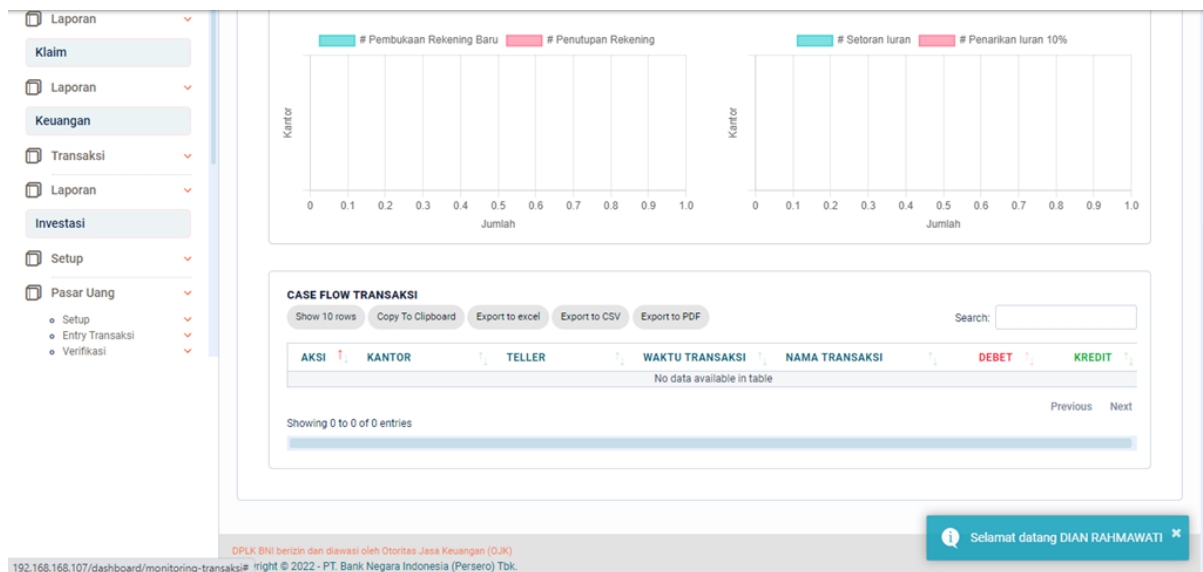 Laporan
Klaim
Laporan
Keuangan
Transaksi
Laporan
Investasi
Setup
Pasar Uang
Setup
Entry Transaksi
Verifikasi
# Pembukaan Rekening Baru # Penutupan Rekening
Kantor
0 0.1 0.2 0.3 0.4 0.5 0.6 0.7 0.8 0.9 1.0
Jumlah
# Setoran Iuran # Penarikan Iuran 10%
Kantor
0 0.1 0.2 0.3 0.4 0.5 0.6 0.7 0.8 0.9 1.0
Jumlah
CASE FLOW TRANSAKSI
Show 10 rows Copy To Clipboard Export to excel Export to CSV Export to PDF Search:
AKSI KANTOR TELLER WAKTU TRANSAKSI NAMA TRANSAKSI DEBET KREDIT
No data available in table
Previous Next
Showing 0 to 0 of 0 entries
Selamat datang DIAN RAHMAWATI ×
DPLK BNI berizin dan diawasi oleh Otoritas Jasa Keuangan (OJK)
192.168.168.107/dashboard/monitoring-transaksi# right © 2022 - PT. Bank Negara Indonesia (Persero) Tbk.